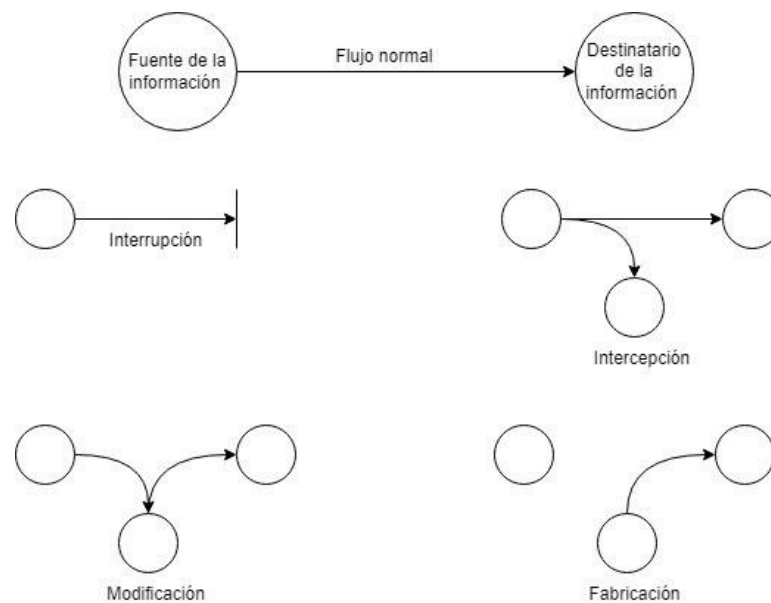 Fuente de la
información
Flujo normal
Destinatario
de la
información
Interrupción
Intercepción
Modificación
Fabricación